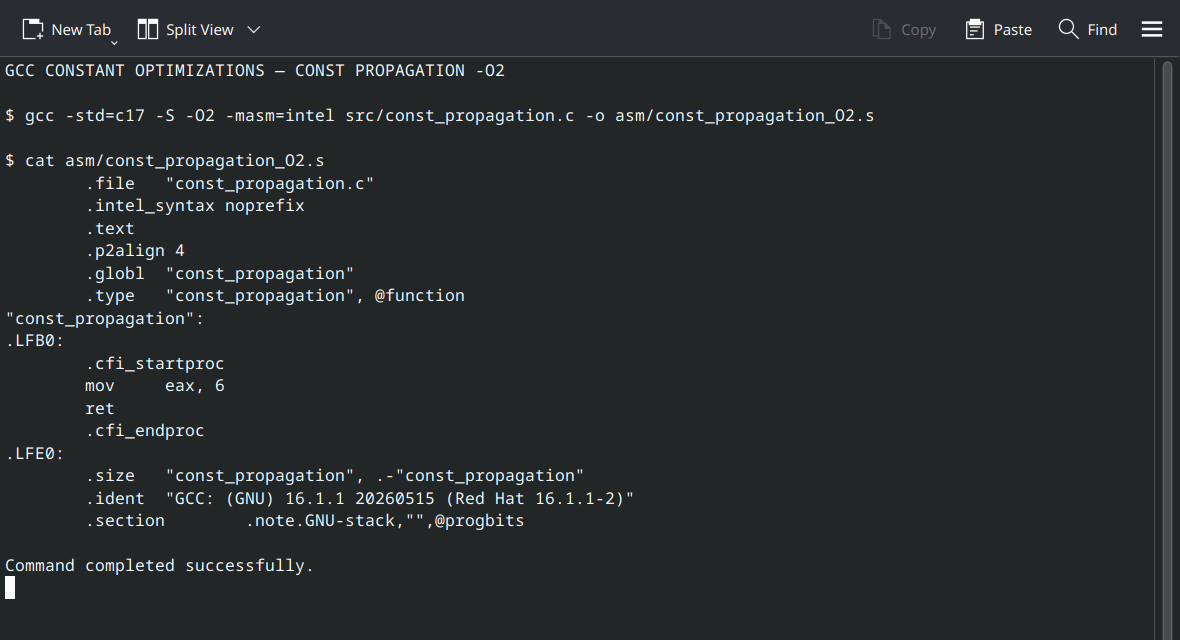 New Tab Split View Copy Paste Find
GCC CONSTANT OPTIMIZATIONS — CONST PROPAGATION -O2
$ gcc -std=c17 -S -O2 -masm=intel src/const_propagation.c -o asm/const_propagation_O2.s
$ cat asm/const_propagation_O2.s
.file "const_propagation.c"
.intel_syntax noprefix
.text
.p2align 4
.globl "const_propagation"
.type "const_propagation", @function
"const_propagation":
.LFB0:
.cfi_startproc
mov eax, 6
ret
.cfi_endproc
.LFE0:
.size "const_propagation", .-"const_propagation"
.ident "GCC: (GNU) 16.1.1 20260515 (Red Hat 16.1.1-2)"
.section .note.GNU-stack,"",@progbits
Command completed successfully.